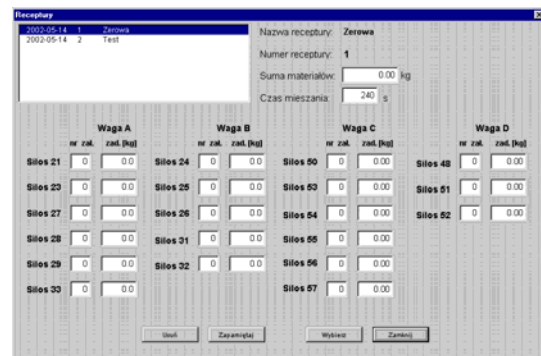 Receptury
2002-05-14 1 Zerowa
2002-05-14 2 Test
Nazwa receptury: Zerowa
Numer receptury: 1
Suma materiałów: 0.00 kg
Czas mieszania: 240 s
Waga A Waga B Waga C Waga D
nr zał. zad. [kg] nr zał. zad. [kg] nr zał. zad. [kg] nr zał. zad. [kg]
Silos 21 0 0.0 Silos 24 0 0.0 Silos 50 0 0.00 Silos 48 0 0.00
Silos 23 0 0.0 Silos 25 0 0.0 Silos 53 0 0.00 Silos 51 0 0.00
Silos 27 0 0.0 Silos 26 0 0.0 Silos 54 0 0.00 Silos 52 0 0.00
Silos 28 0 0.0 Silos 31 0 0.0 Silos 55 0 0.00
Silos 29 0 0.0 Silos 32 0 0.0 Silos 56 0 0.00
Silos 33 0 0.0 Silos 57 0 0.00
Usuń Zapamiętaj Wybierz Zamknij